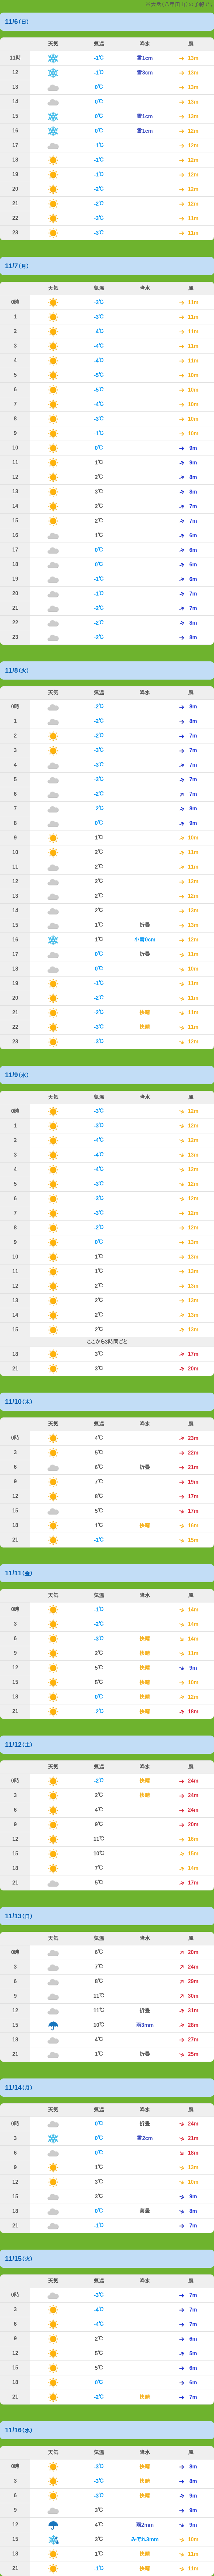 大岳(八甲田山)の予報です
11/6(日)
天気 気温 降水 風
11時 -1℃ 雪1cm 13m
12 -1℃ 雪3cm 13m
13 0℃ 13m
14 0℃ 13m
15 0℃ 雪1cm 13m
16 0℃ 雪1cm 12m
17 -1℃ 12m
18 -1℃ 12m
19 -1℃ 12m
20 -2℃ 12m
21 -2℃ 12m
22 -3℃ 11m
23 -3℃ 11m
11/7(月)
天気 気温 降水 風
0時 -3℃ 11m
1 -3℃ 11m
2 -4℃ 11m
3 -4℃ 11m
4 -4℃ 11m
5 -5℃ 10m
6 -5℃ 10m
7 -4℃ 10m
8 -3℃ 10m
9 -1℃ 10m
10 0℃ 9m
11 1℃ 9m
12 2℃ 8m
13 3℃ 8m
14 2℃ 7m
15 2℃ 7m
16 1℃ 6m
17 0℃ 6m
18 0℃ 6m
19 -1℃ 6m
20 -1℃ 7m
21 -2℃ 7m
22 -2℃ 8m
23 -2℃ 8m
11/8(火)
天気 気温 降水 風
0時 -2℃ 8m
1 -2℃ 8m
2 -2℃ 7m
3 -3℃ 7m
4 -3℃ 7m
5 -3℃ 7m
6 -2℃ 7m
7 -2℃ 8m
8 0℃ 9m
9 1℃ 10m
10 2℃ 11m
11 2℃ 11m
12 2℃ 12m
13 2℃ 12m
14 2℃ 13m
15 1℃ 折曇 13m
16 1℃ 小雪0cm 12m
17 0℃ 折曇 11m
18 0℃ 10m
19 -1℃ 11m
20 -2℃ 11m
21 -2℃ 快晴 11m
22 -3℃ 快晴 11m
23 -3℃ 12m
11/9(水)
天気 気温 降水 風
0時 -3℃ 12m
1 -3℃ 12m
2 -4℃ 12m
3 -4℃ 13m
4 -4℃ 12m
5 -3℃ 12m
6 -3℃ 12m
7 -3℃ 12m
8 -2℃ 12m
9 0℃ 13m
10 1℃ 13m
11 1℃ 13m
12 2℃ 13m
13 2℃ 13m
14 2℃ 13m
15 2℃ 13m
ここから3時間ごと
18 3℃ 17m
21 3℃ 20m
11/10(木)
天気 気温 降水 風
0時 4℃ 23m
3 5℃ 22m
6 6℃ 折曇 21m
9 7℃ 19m
12 8℃ 17m
15 5℃ 17m
18 1℃ 快晴 16m
21 -1℃ 15m
11/11(金)
天気 気温 降水 風
0時 -1℃ 14m
3 -2℃ 14m
6 -3℃ 快晴 14m
9 2℃ 快晴 11m
12 5℃ 快晴 9m
15 5℃ 快晴 10m
18 0℃ 快晴 12m
21 -2℃ 快晴 18m
11/12(土)
天気 気温 降水 風
0時 -2℃ 快晴 24m
3 2℃ 快晴 24m
6 4℃ 24m
9 9℃ 20m
12 11℃ 16m
15 10℃ 15m
18 7℃ 14m
21 5℃ 17m
11/13(日)
天気 気温 降水 風
0時 6℃ 20m
3 7℃ 24m
6 8℃ 29m
9 11℃ 30m
12 11℃ 折曇 31m
15 10℃ 雨3mm 28m
18 4℃ 27m
21 1℃ 折曇 25m
11/14(月)
天気 気温 降水 風
0時 0℃ 折曇 24m
3 0℃ 雪2cm 21m
6 0℃ 18m
9 1℃ 13m
12 3℃ 10m
15 3℃ 9m
18 0℃ 薄曇 8m
21 -1℃ 7m
11/15(火)
天気 気温 降水 風
0時 -3℃ 7m
3 -4℃ 7m
6 -4℃ 7m
9 2℃ 6m
12 5℃ 5m
15 5℃ 6m
18 0℃ 6m
21 -2℃ 快晴 7m
11/16(水)
天気 気温 降水 風
0時 -3℃ 快晴 8m
3 -3℃ 快晴 8m
6 -3℃ 快晴 9m
9 3℃ 9m
12 4℃ 雨2mm 9m
15 3℃ みぞれ3mm 10m
18 1℃ 快晴 11m
21 -1℃ 快晴 11m